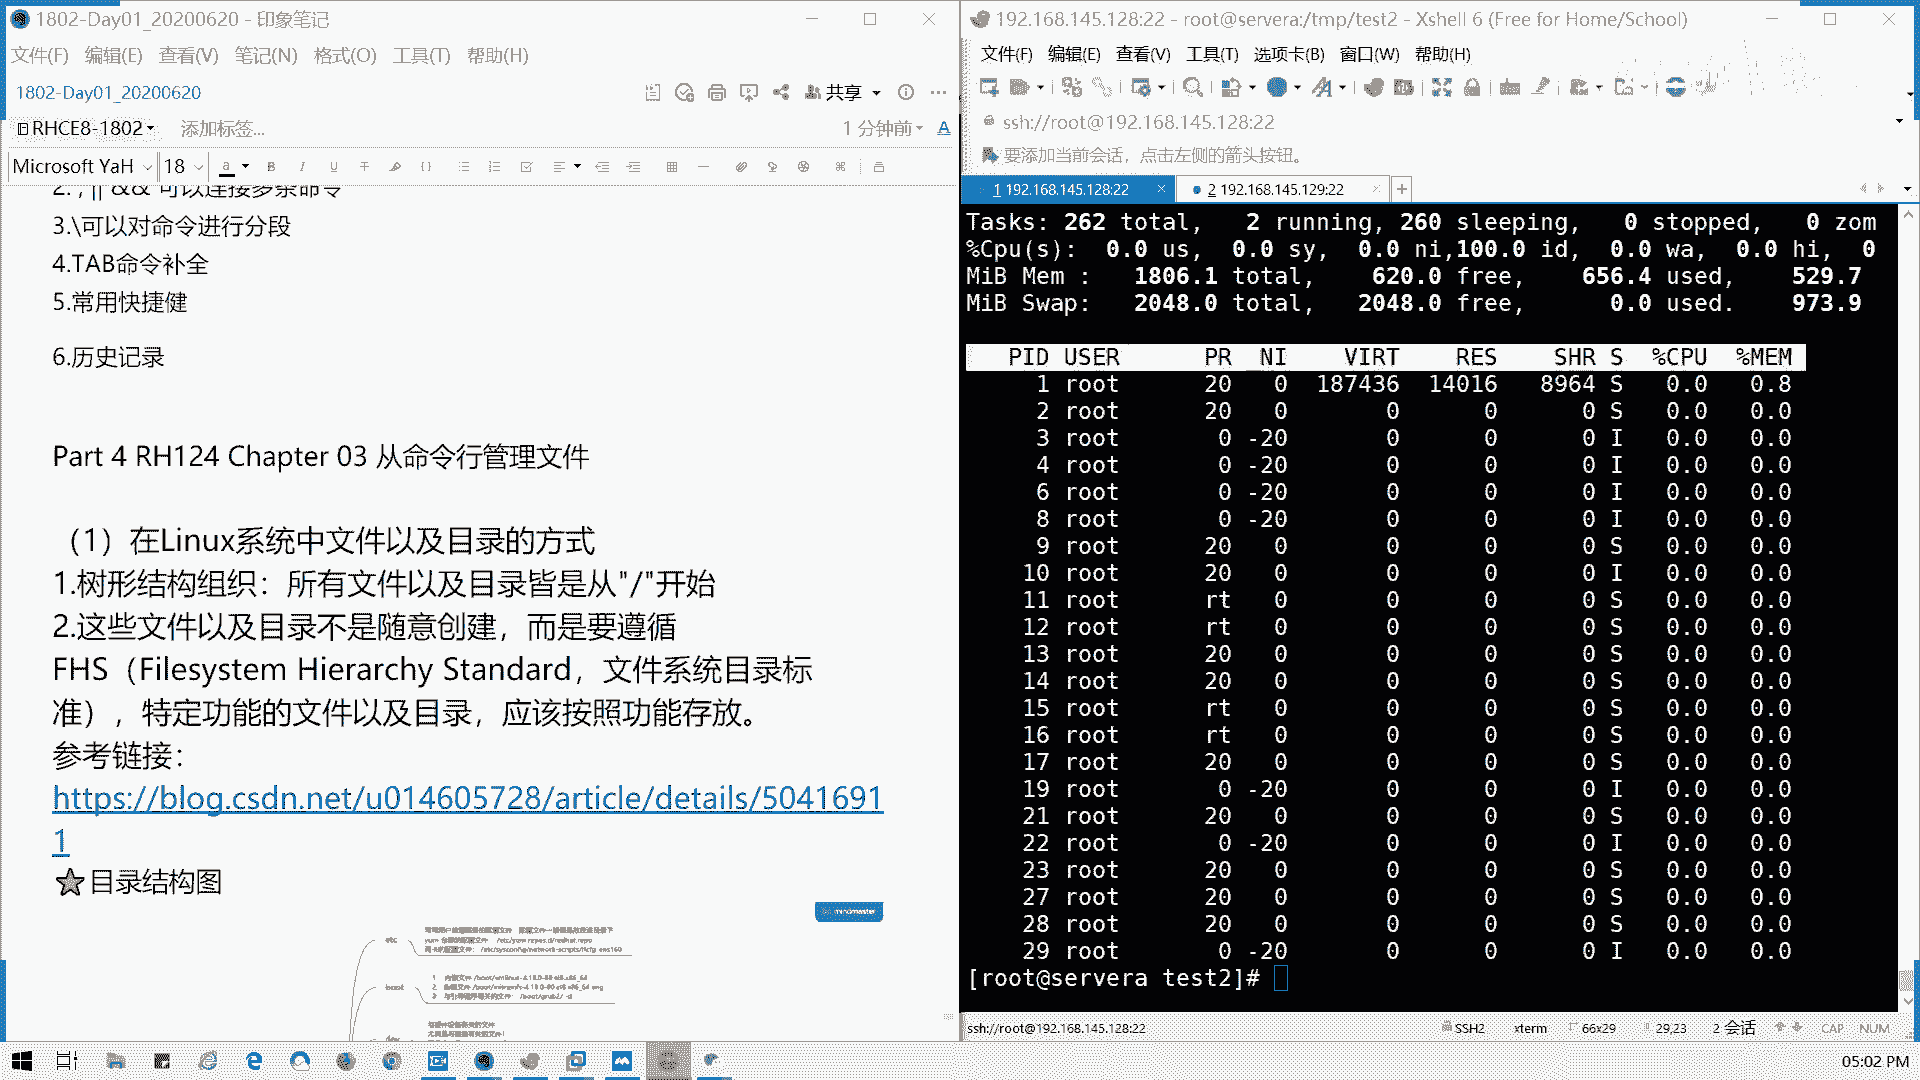 1802-Day01_20200620 - 印象笔记
文件(F) 编辑(E) 查看(V) 笔记(N) 格式(O) 工具(T) 帮助(H)
1802-Day01_20200620
共享
RHCE8-1802
添加标签...
1 分钟前
Microsoft YaH
18
2. ; || && 可以连接多条命令
3.\可以对命令进行分段
4.TAB命令补全
5.常用快捷健
6.历史记录
Part 4 RH124 Chapter 03 从命令行管理文件
（1）在Linux系统中文件以及目录的方式
1.树形结构组织：所有文件以及目录皆是从"/"开始
2.这些文件以及目录不是随意创建，而是要遵循
FHS（Filesystem Hierarchy Standard，文件系统目录标
准），特定功能的文件以及目录，应该按照功能存放。
参考链接：
https://blog.csdn.net/u014605728/article/details/5041691
1
目录结构图
mindmaster
etc
boot
dev
192.168.145.128:22 - root@servera:/tmp/test2 - Xshell 6 (Free for Home/School)
文件(F) 编辑(E) 查看(V) 工具(T) 选项卡(B) 窗口(W) 帮助(H)
ssh://root@192.168.145.128:22
要添加当前会话，点击左侧的箭头按钮。
1 192.168.145.128:22
2 192.168.145.129:22
Tasks: 262 total, 2 running, 260 sleeping, 0 stopped, 0 zom
%Cpu(s): 0.0 us, 0.0 sy, 0.0 ni,100.0 id, 0.0 wa, 0.0 hi, 0
MiB Mem : 1806.1 total, 620.0 free, 656.4 used, 529.7
MiB Swap: 2048.0 total, 2048.0 free, 0.0 used. 973.9
PID USER PR NI VIRT RES SHR S %CPU %MEM
1 root 20 0 187436 14016 8964 S 0.0 0.8
2 root 20 0 0 0 0 S 0.0 0.0
3 root 0 -20 0 0 0 I 0.0 0.0
4 root 0 -20 0 0 0 I 0.0 0.0
6 root 0 -20 0 0 0 I 0.0 0.0
8 root 0 -20 0 0 0 I 0.0 0.0
9 root 20 0 0 0 0 S 0.0 0.0
10 root 20 0 0 0 0 I 0.0 0.0
11 root rt 0 0 0 0 S 0.0 0.0
12 root rt 0 0 0 0 S 0.0 0.0
13 root 20 0 0 0 0 S 0.0 0.0
14 root 20 0 0 0 0 S 0.0 0.0
15 root rt 0 0 0 0 S 0.0 0.0
16 root rt 0 0 0 0 S 0.0 0.0
17 root 20 0 0 0 0 S 0.0 0.0
19 root 0 -20 0 0 0 I 0.0 0.0
21 root 20 0 0 0 0 S 0.0 0.0
22 root 0 -20 0 0 0 I 0.0 0.0
23 root 20 0 0 0 0 S 0.0 0.0
27 root 20 0 0 0 0 S 0.0 0.0
28 root 20 0 0 0 0 S 0.0 0.0
29 root 0 -20 0 0 0 I 0.0 0.0
[root@servera test2]#
ssh://root@192.168.145.128:22
SSH2
xterm
66x29
29,23
2 会话
CAP
NUM
05:02 PM